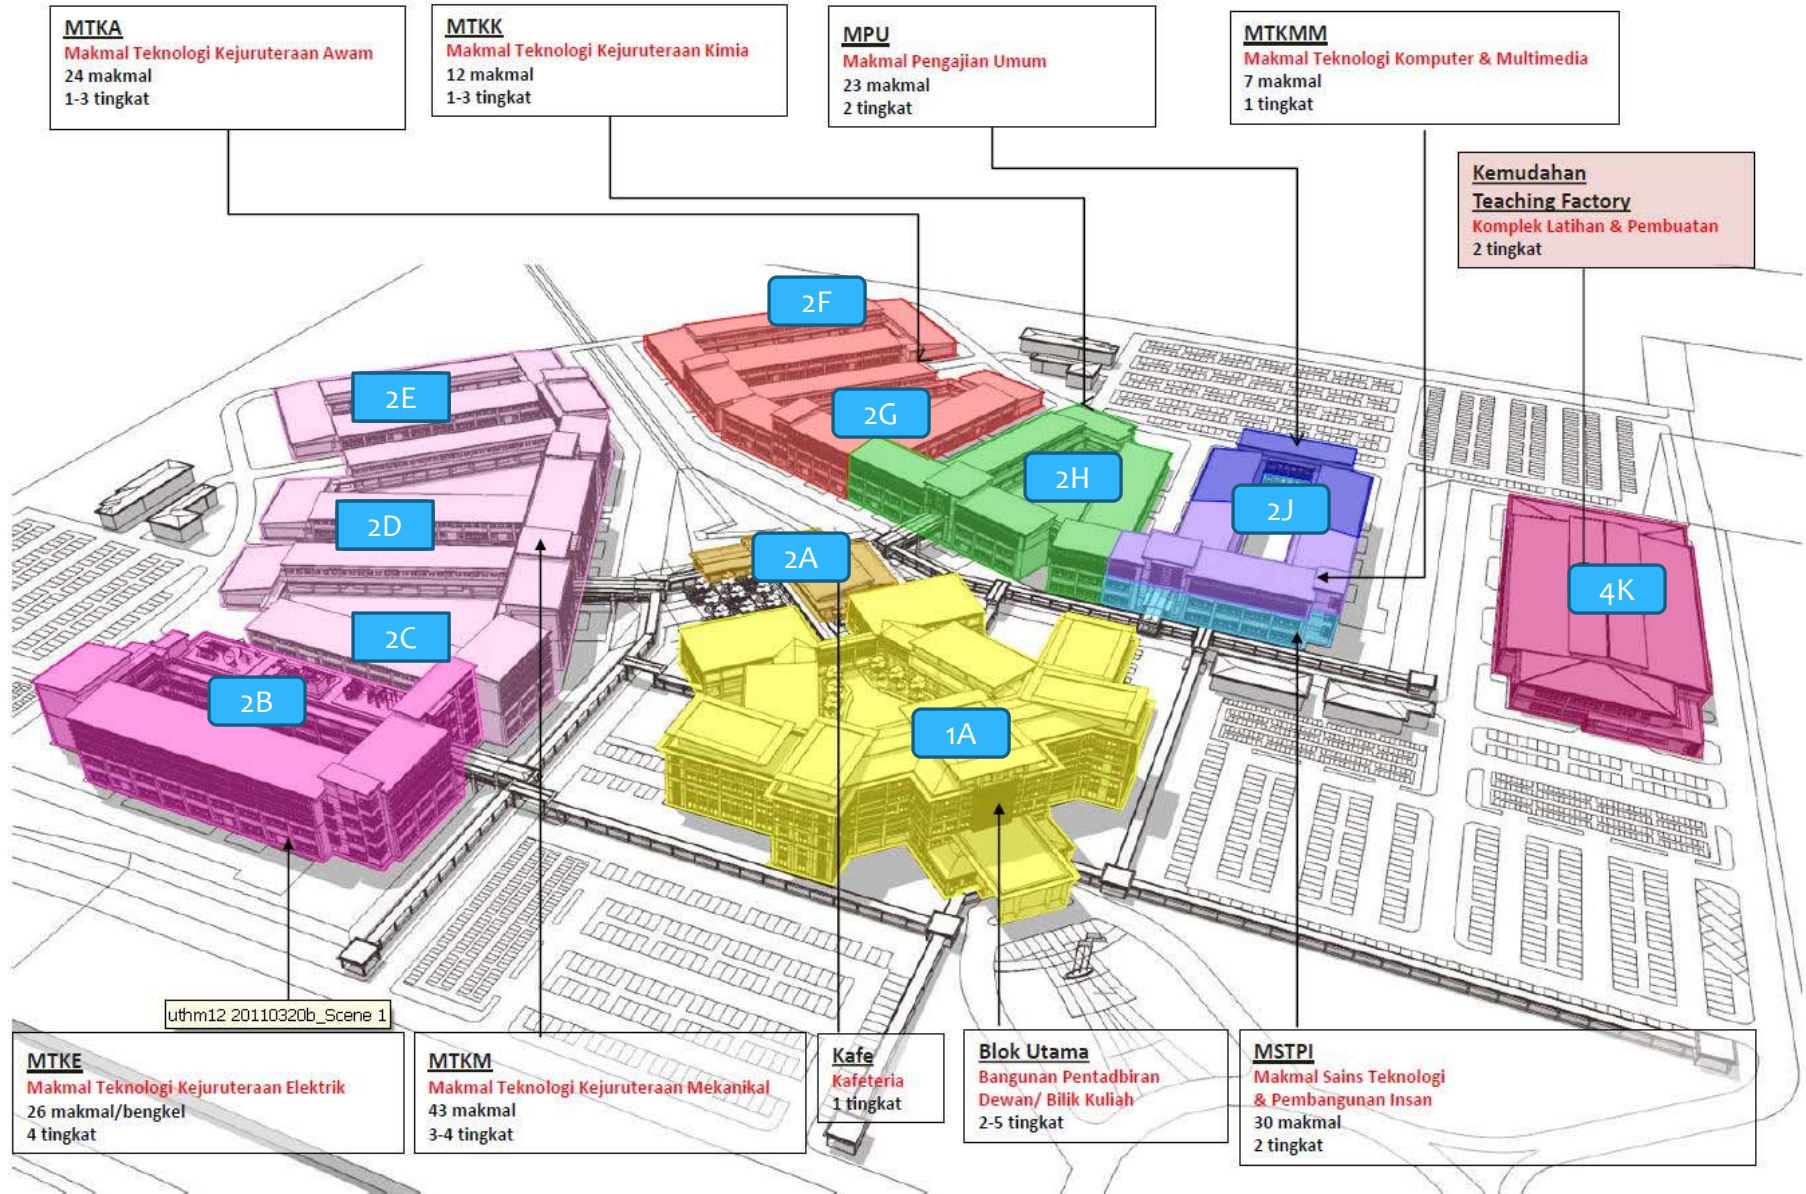 MTKA
Makmal Teknologi Kejuruteraan Awam
24 makmal
1-3 tingkat
MTKK
Makmal Teknologi Kejuruteraan Kimia
12 makmal
1-3 tingkat
MPU
Makmal Pengajian Umum
23 makmal
2 tingkat
MTKMM
Makmal Teknologi Komputer & Multimedia
7 makmal
1 tingkat
Kemudahan
Teaching Factory
Komplek Latihan & Pembuatan
2 tingkat
2F
2E
2G
2H
2J
2D
2A
4K
2C
2B
1A
uthm12 20110320b_Scene 1
MTKE
Makmal Teknologi Kejuruteraan Elektrik
26 makmal/bengkel
4 tingkat
MTKM
Makmal Teknologi Kejuruteraan Mekanikal
43 makmal
3-4 tingkat
Kafe
Kafeteria
1 tingkat
Blok Utama
Bangunan Pentadbiran
Dewan/ Bilik Kuliah
2-5 tingkat
MSTPI
Makmal Sains Teknologi
& Pembangunan Insan
30 makmal
2 tingkat